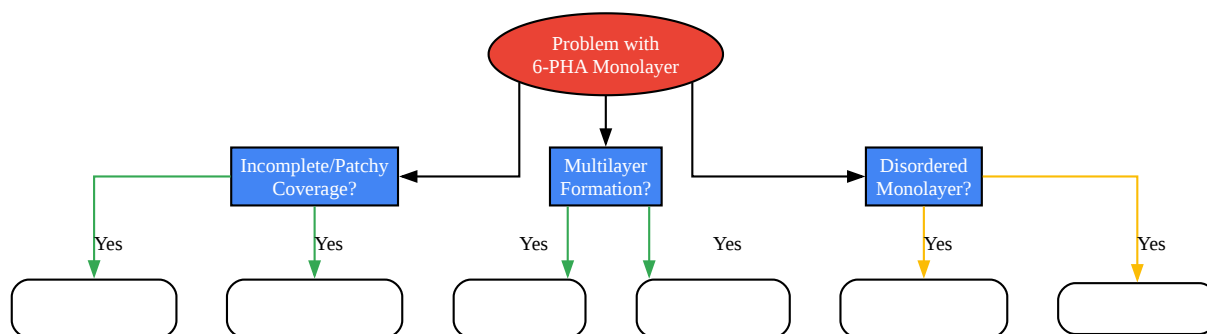 Problem with
6-PHA Monolayer
Incomplete/Patchy
Coverage?
Multilayer
Formation?
Disordered
Monolayer?
Yes
Yes
Yes
Yes
Yes
Yes